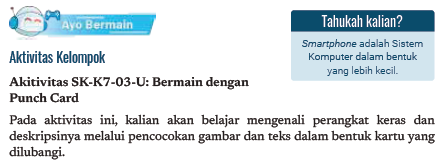 Ayo Bermain
Tahukah kalian?
Smartphone adalah Sistem
Komputer dalam bentuk
yang lebih kecil.
Aktivitas Kelompok
Akitivitas SK-K7-03-U: Bermain dengan
Punch Card
Pada aktivitas ini, kalian akan belajar mengenali perangkat keras dan
deskripsinya melalui pencocokan gambar dan teks dalam bentuk kartu yang
dilubangi.